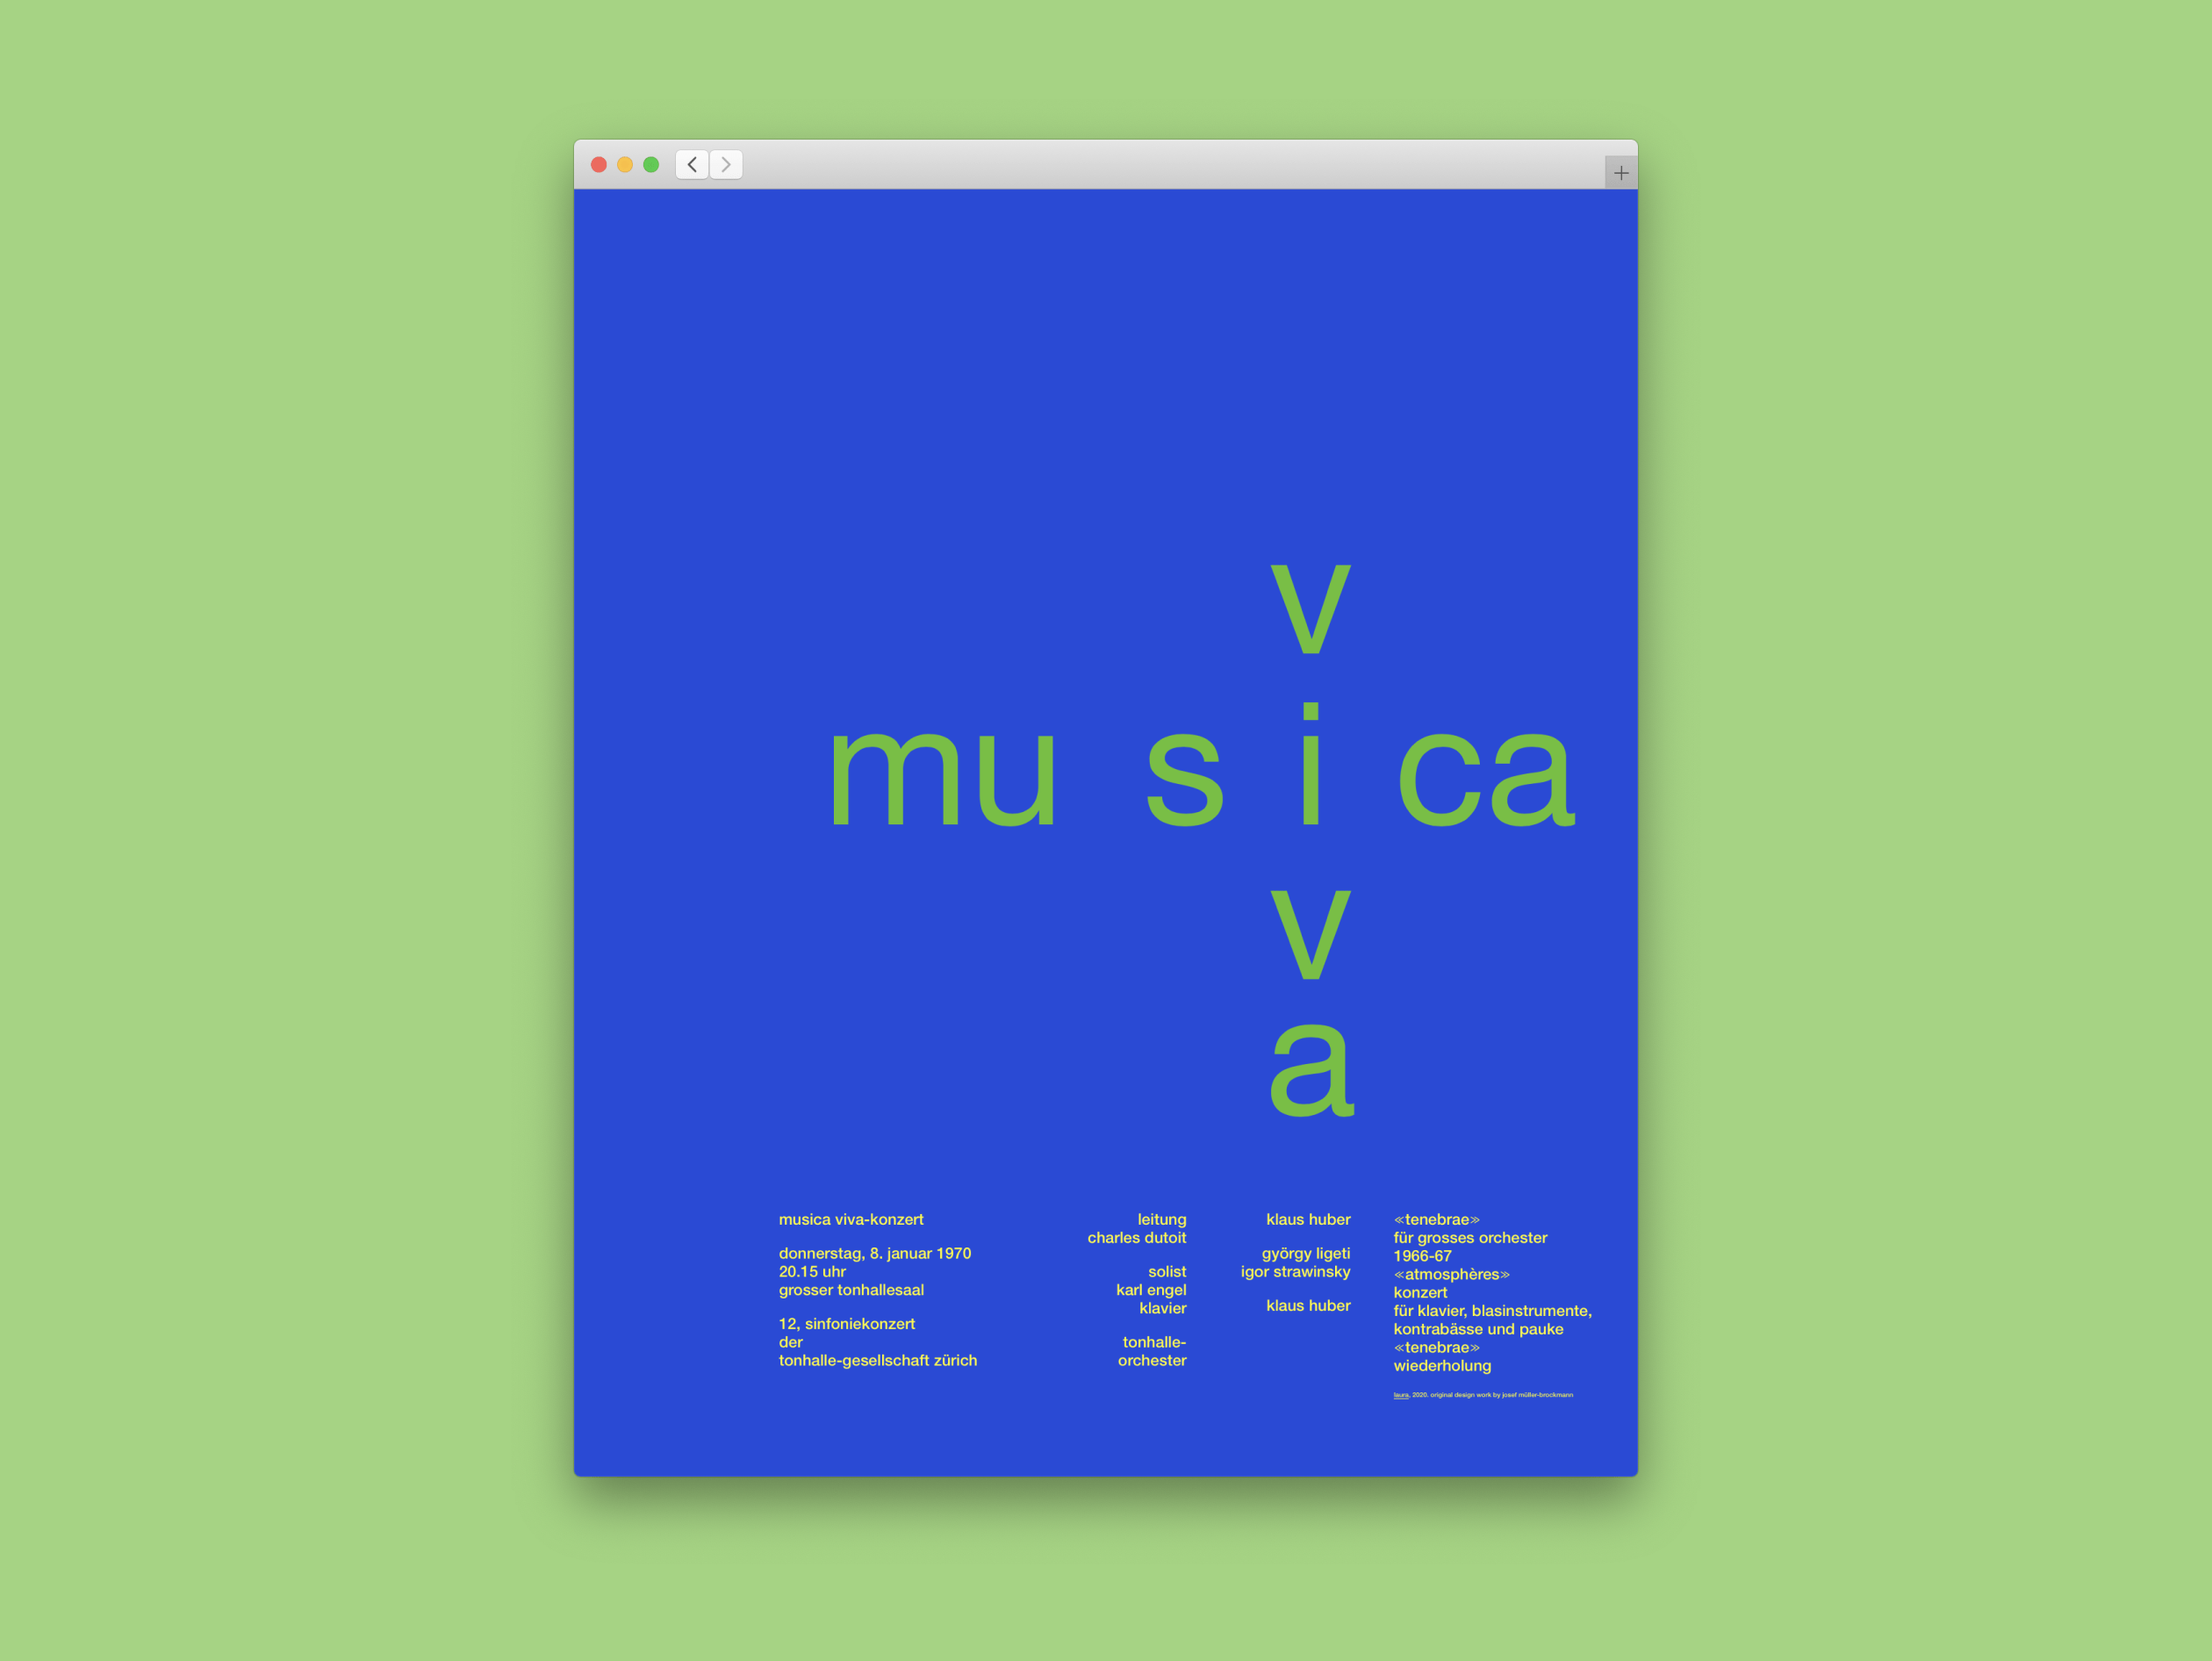 v
mu s i ca
v
a
musica viva-konzert
donnerstag, 8. januar 1970
20.15 uhr
grosser tonhallesaal
12, sinfoniekonzert
der
tonhalle-gesellschaft zürich
leitung
charles dutoit
solist
karl engel
klavier
tonhalle-
orchester
klaus huber
györgy ligeti
igor strawinsky
klaus huber
«tenebrae»
für grosses orchester
1966-67
«atmosphères»
konzert
für klavier, blasinstrumente,
kontrabässe und pauke
«tenebrae»
wiederholung
laura, 2020. original design work by josef müller-brockmann